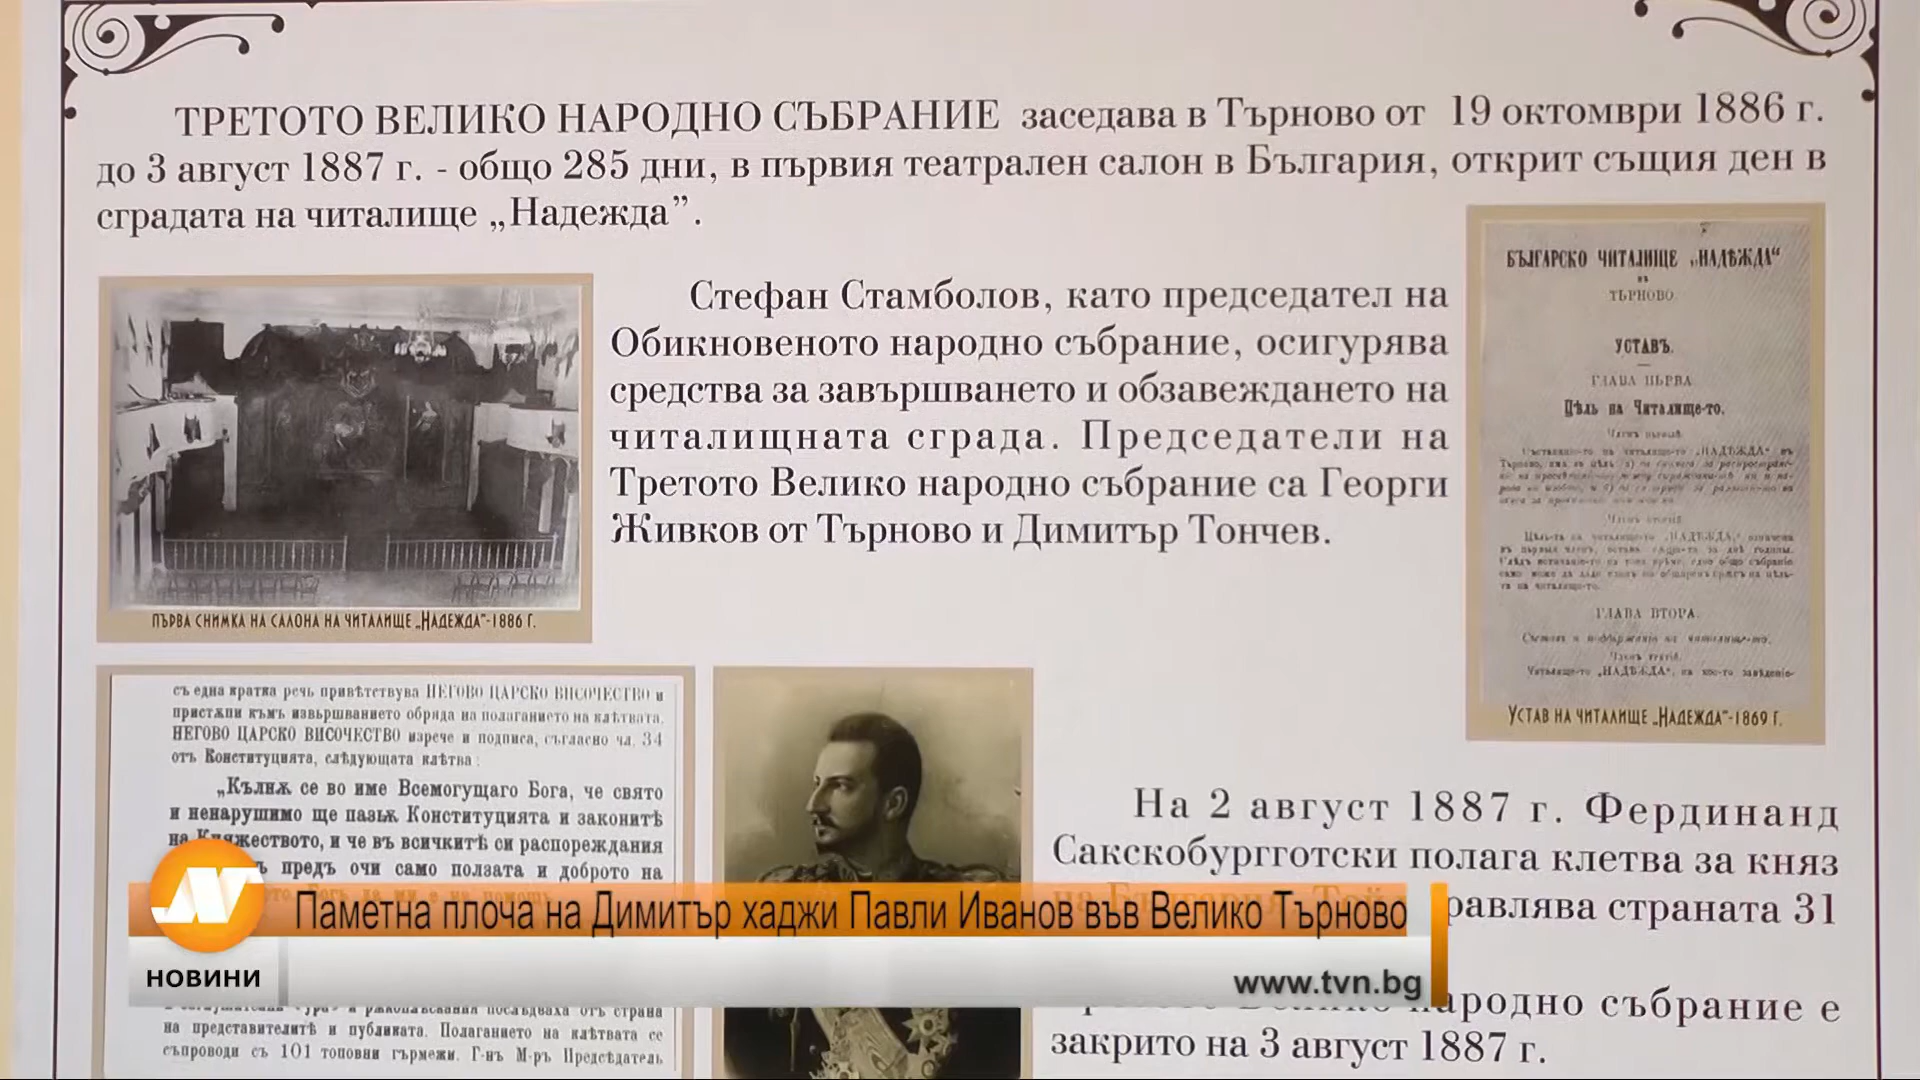 ТРЕТОТО ВЕЛИКО НАРОДНО СЪБРАНИЕ заседава в Търново от 19 октомври 1886 г.
до 3 август 1887 г. - общо 285 дни, в първия театрален салон в България, открит същия ден в
сградата на читалище „Надежда”.
Стефан Стамболов, като председател на
Обикновеното народно събрание, осигурява
средства за завършването и обзавеждането на
читалищната сграда. Председатели на
Третото Велико народно събрание са Георги
Живков от Търново и Димитър Тончев.
ПЪРВА СНИМКА НА САЛОНА НА ЧИТАЛИЩЕ „НАДЕЖДА"-1886 Г.
БЪЛГАРСКО ЧИТАЛИЩЕ „НАДѢЖДА“
въ
ТЪРНОВО.
УСТАВЪ.
ГЛАВА ПЪРВА
Цѣль на Читалище-то.
ГЛАВА ВТОРА.
УСТАВ НА ЧИТАЛИЩЕ „НАДЕЖДА"-1869 Г.
съ една кратка речь привѣтствува НЕГОВО ЦАРСКО ВИСОЧЕСТВО и
пристѫпи къмъ извършванието обряда на полаганието на клѣтвата.
НЕГОВО ЦАРСКО ВИСОЧЕСТВО изрече и подписа, съгласно чл. 34
отъ Конституцията, слѣдующата клѣтва:
„Кълнѫ се во име Всемогущаго Бога, че свято
и ненарушимо ще пазѭ Конституцията и законитѣ
на Княжеството, и че въ всичкитѣ си распореждания
предъ очи само ползата и доброто на
на представителитѣ и публиката. Полаганието на клѣтвата се
съпроводи съ 101 топовни гърмежи. Г-нъ М-ръ Предсѣдатель
На 2 август 1887 г. Фердинанд
Сакскобургготски полага клетва за княз
равлява страната 31
народно събрание е
закрито на 3 август 1887 г.
Паметна плоча на Димитър хаджи Павли Иванов във Велико Търново
НОВИНИ
www.tvn.bg